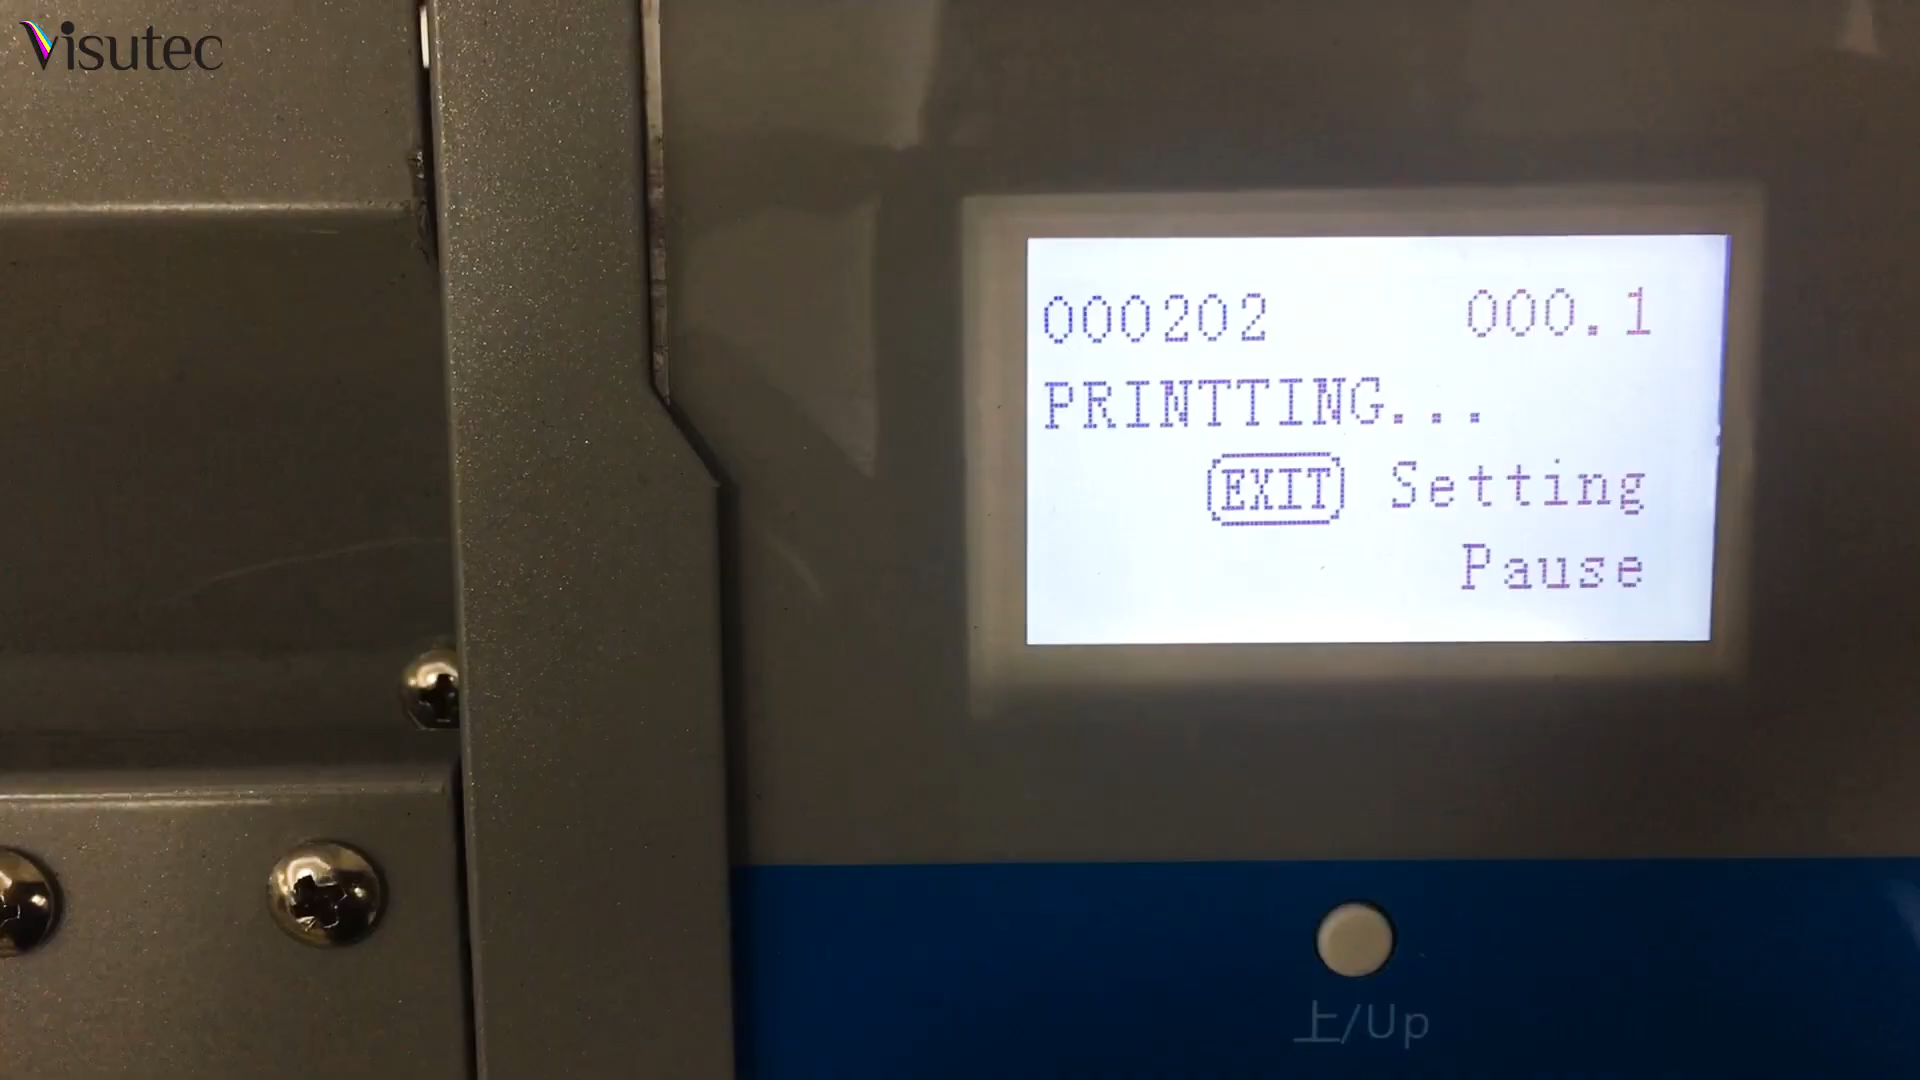 Visutec
000202 000.1
PRINTTING...
EXIT Setting
Pause
上/Up